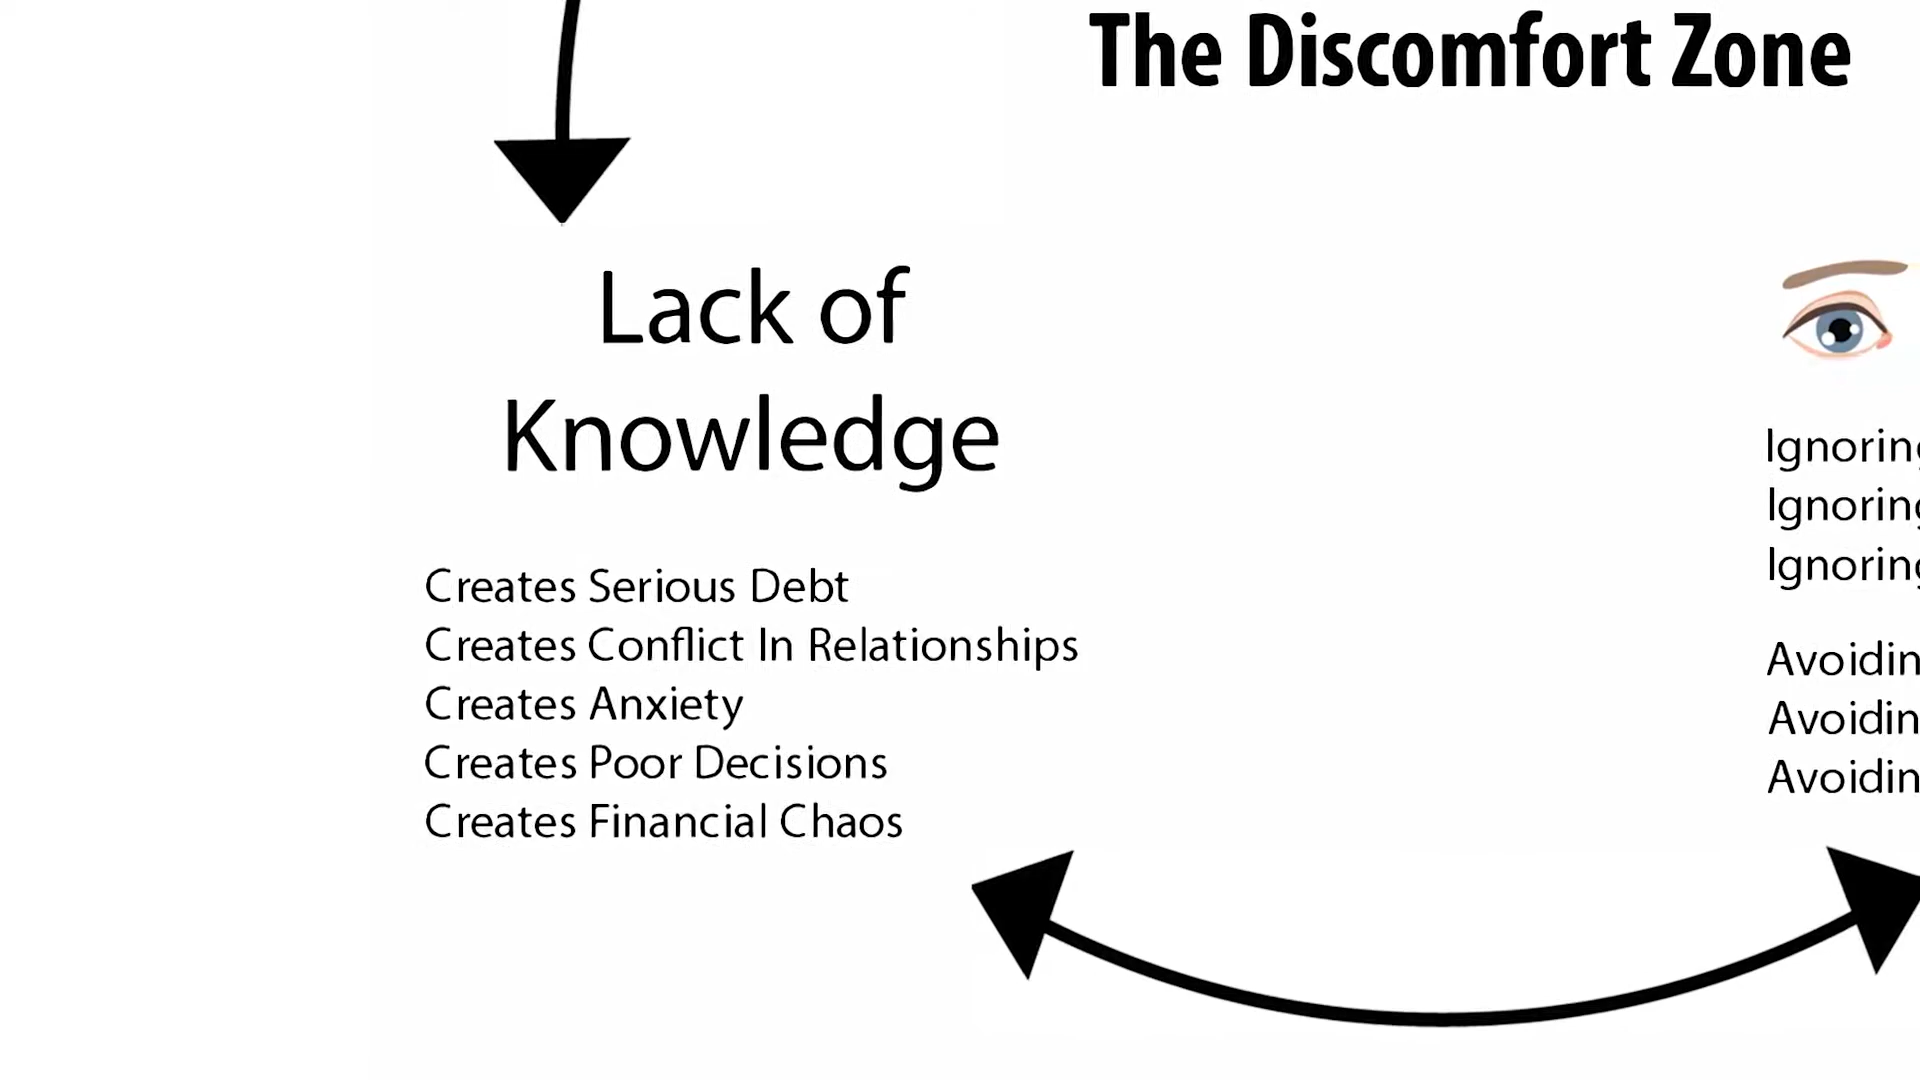 The Discomfort Zone
Lack of
Knowledge
Creates Serious Debt
Creates Conflict In Relationships
Creates Anxiety
Creates Poor Decisions
Creates Financial Chaos